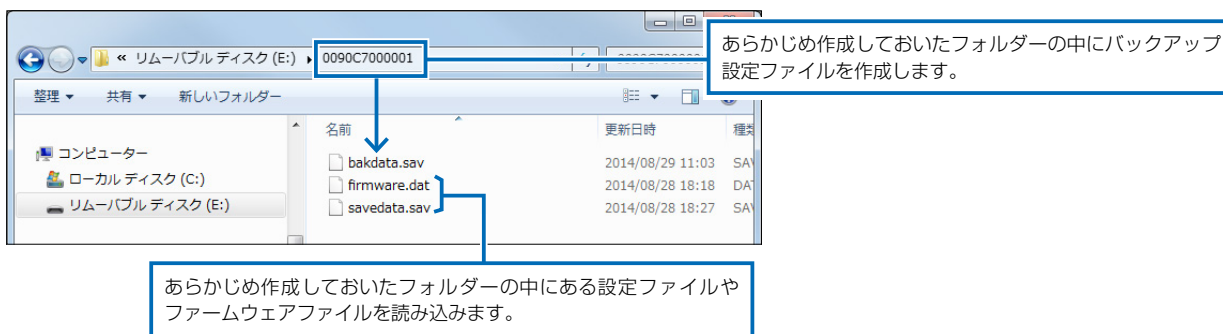 « リムーバブル ディスク (E:) ▸ 0090C7000001
あらかじめ作成しておいたフォルダーの中にバックアップ
設定ファイルを作成します。
整理 ▼ 共有 ▼ 新しいフォルダー
名前 更新日時
コンピューター
ローカル ディスク (C:)
リムーバブル ディスク (E:)
bakdata.sav 2014/08/29 11:03 SAV
firmware.dat 2014/08/28 18:18 DAT
savedata.sav 2014/08/28 18:27 SAV
あらかじめ作成しておいたフォルダーの中にある設定ファイルや
ファームウェアファイルを読み込みます。